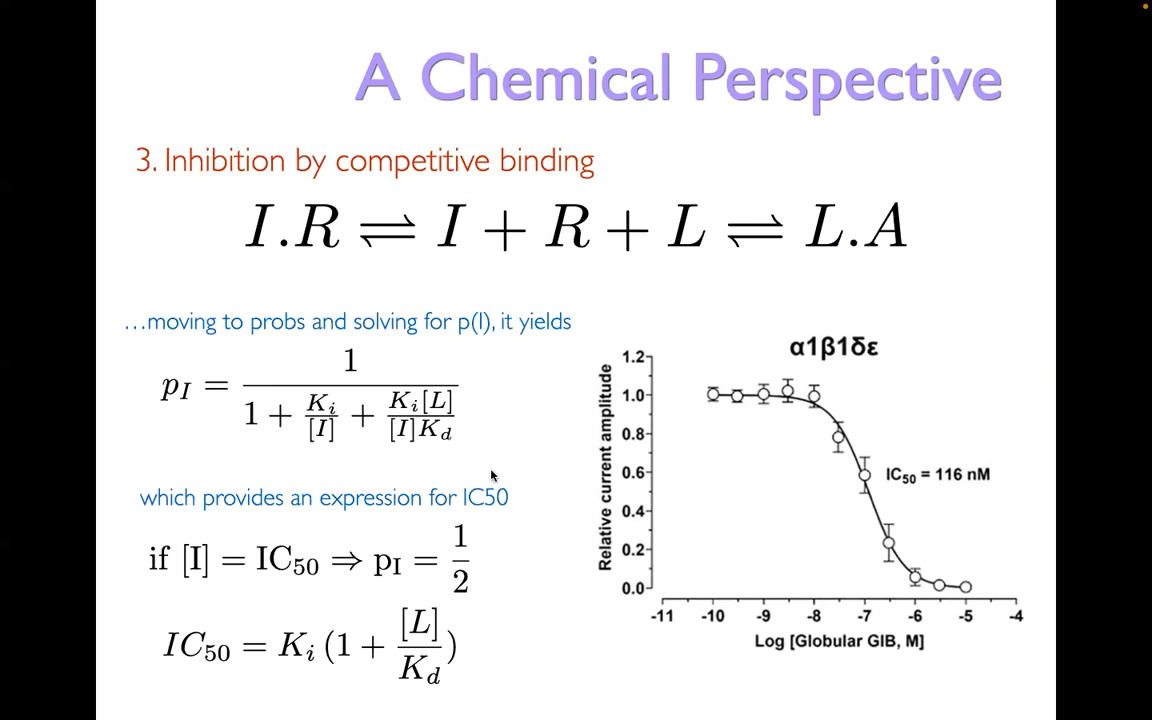 A Chemical Perspective
3. Inhibition by competitive binding
I.R ⇌ I + R + L ⇌ L.A
…moving to probs and solving for p(I), it yields
p_I = 1 / (1 + K_i/[I] + K_i[L]/[I]K_d)
which provides an expression for IC50
if [I] = IC₅₀ ⇒ p_I = 1/2
IC₅₀ = K_i (1 + [L]/K_d)
α1β1δε
Relative current amplitude
1.2
1.0
0.8
0.6
0.4
0.2
0.0
IC₅₀ = 116 nM
-11 -10 -9 -8 -7 -6 -5 -4
Log [Globular GIB, M]